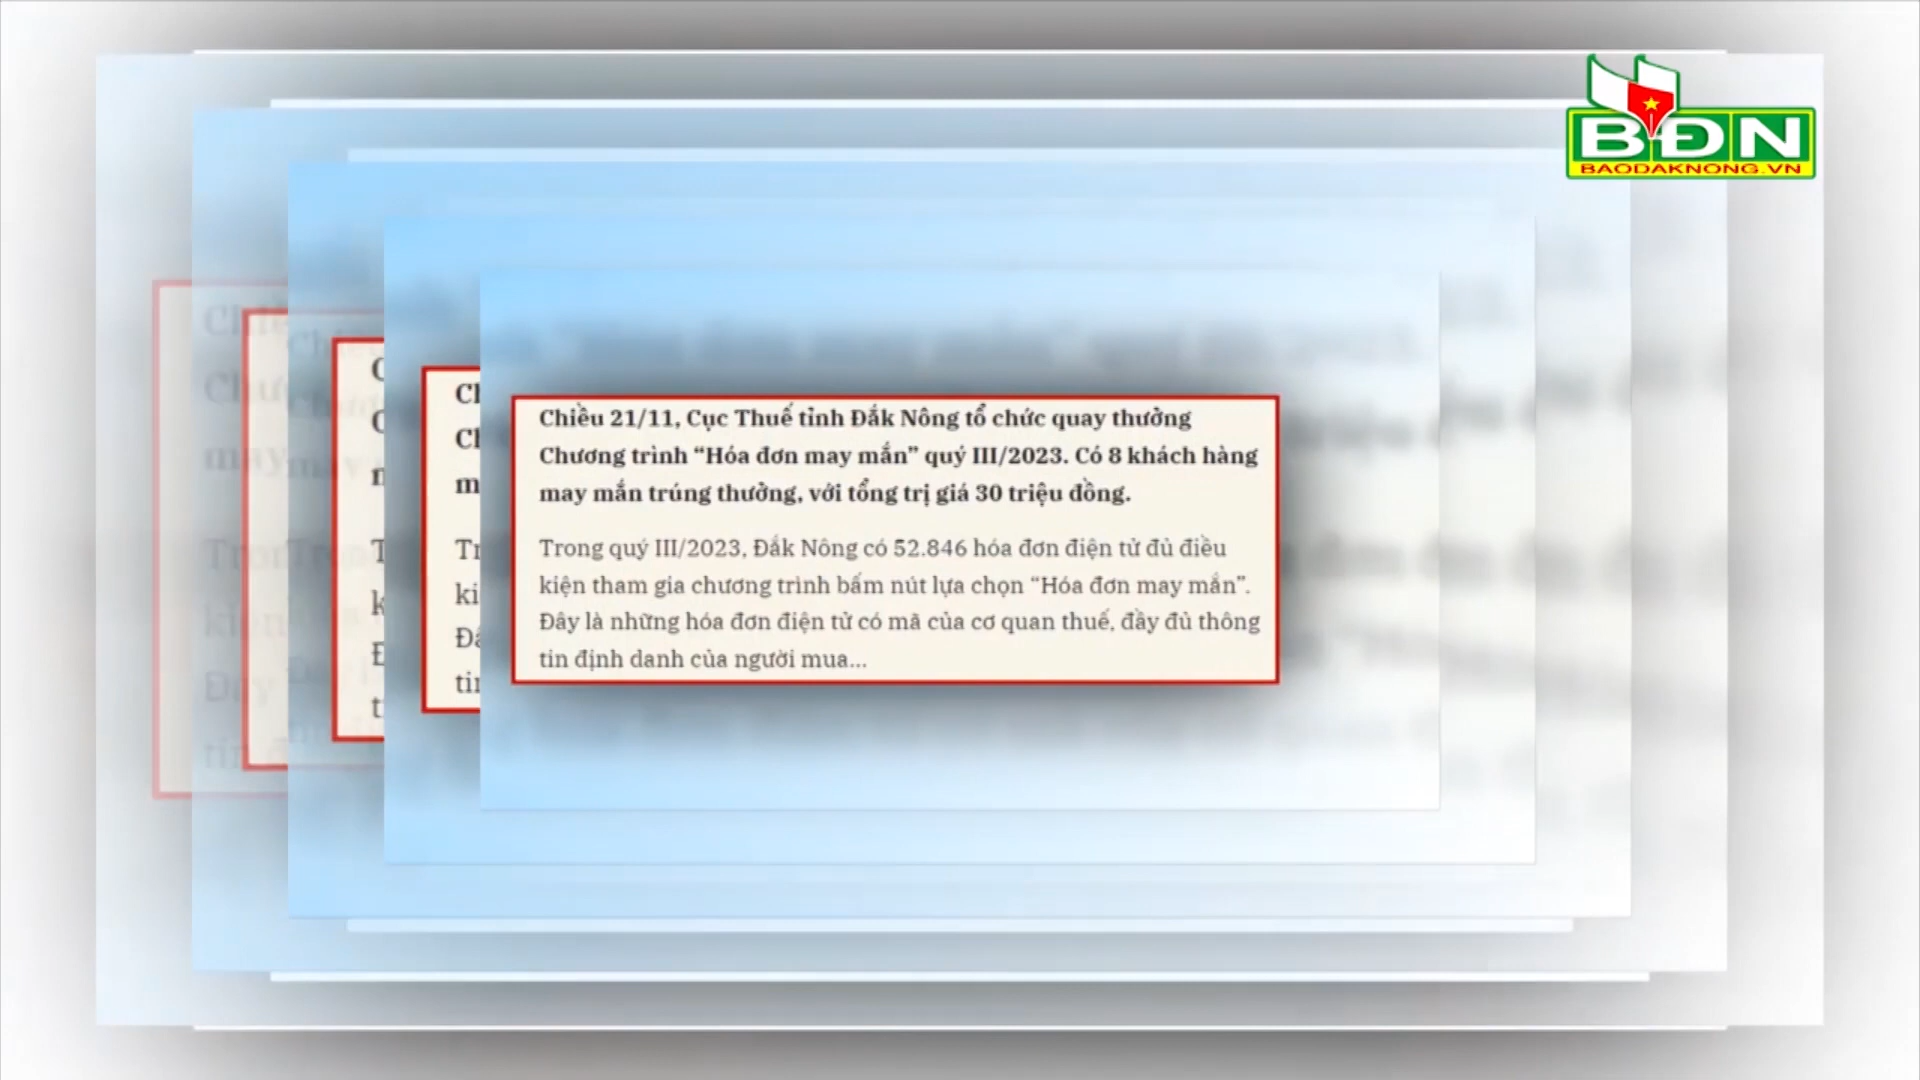 BĐN
BAODAKNONG.VN
Chiều 21/11, Cục Thuế tỉnh Đắk Nông tổ chức quay thưởng
Chương trình “Hóa đơn may mắn” quý III/2023. Có 8 khách hàng
may mắn trúng thưởng, với tổng trị giá 30 triệu đồng.
Trong quý III/2023, Đắk Nông có 52.846 hóa đơn điện tử đủ điều
kiện tham gia chương trình bấm nút lựa chọn “Hóa đơn may mắn”.
Đây là những hóa đơn điện tử có mã của cơ quan thuế, đầy đủ thông
tin định danh của người mua...